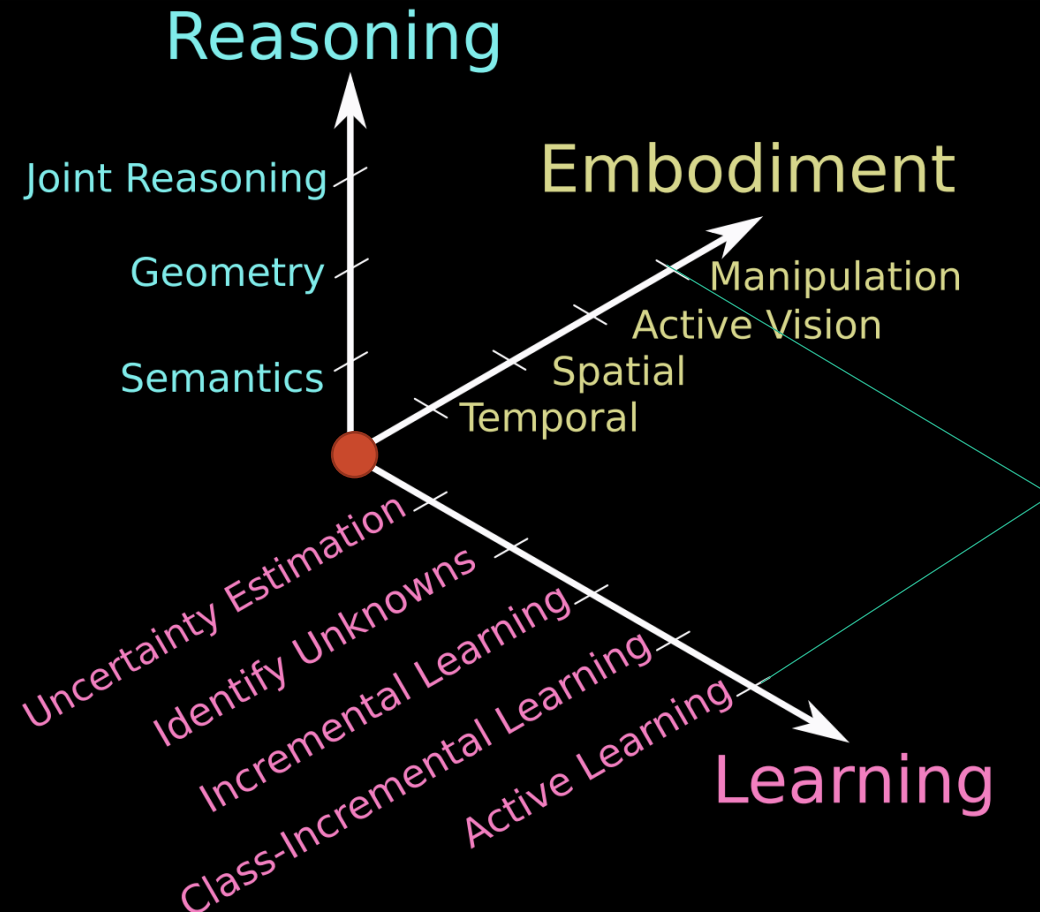 Reasoning
Joint Reasoning
Geometry
Semantics
Embodiment
Manipulation
Active Vision
Spatial
Temporal
Uncertainty Estimation
Identify Unknowns
Incremental Learning
Class-Incremental Learning
Active Learning
Learning